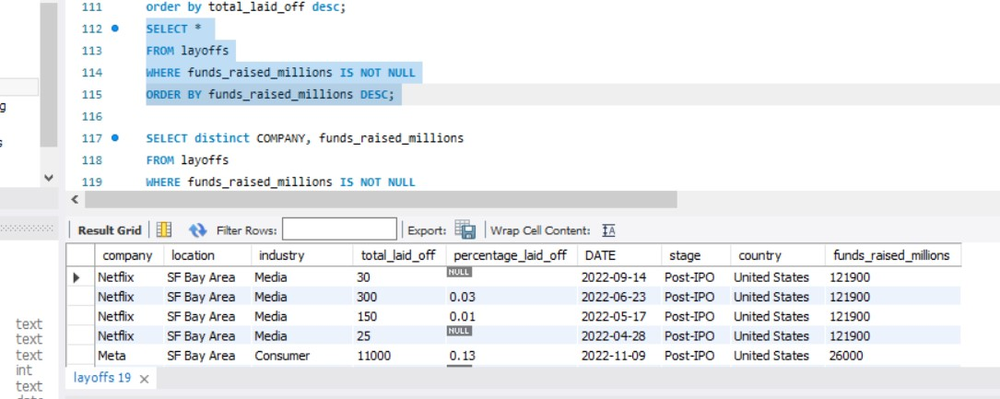 111 order by total_laid_off desc;
112 SELECT *
113 FROM layoffs
114 WHERE funds_raised_millions IS NOT NULL
115 ORDER BY funds_raised_millions DESC;
116
117 SELECT distinct COMPANY, funds_raised_millions
118 FROM layoffs
119 WHERE funds_raised_millions IS NOT NULL
g
s
Result Grid Filter Rows: Export: Wrap Cell Content: IA
company location industry total_laid_off percentage_laid_off DATE stage country funds_raised_millions
Netflix SF Bay Area Media 30 NULL 2022-09-14 Post-IPO United States 121900
Netflix SF Bay Area Media 300 0.03 2022-06-23 Post-IPO United States 121900
Netflix SF Bay Area Media 150 0.01 2022-05-17 Post-IPO United States 121900
Netflix SF Bay Area Media 25 NULL 2022-04-28 Post-IPO United States 121900
Meta SF Bay Area Consumer 11000 0.13 2022-11-09 Post-IPO United States 26000
text
text
text
int
text
layoffs 19